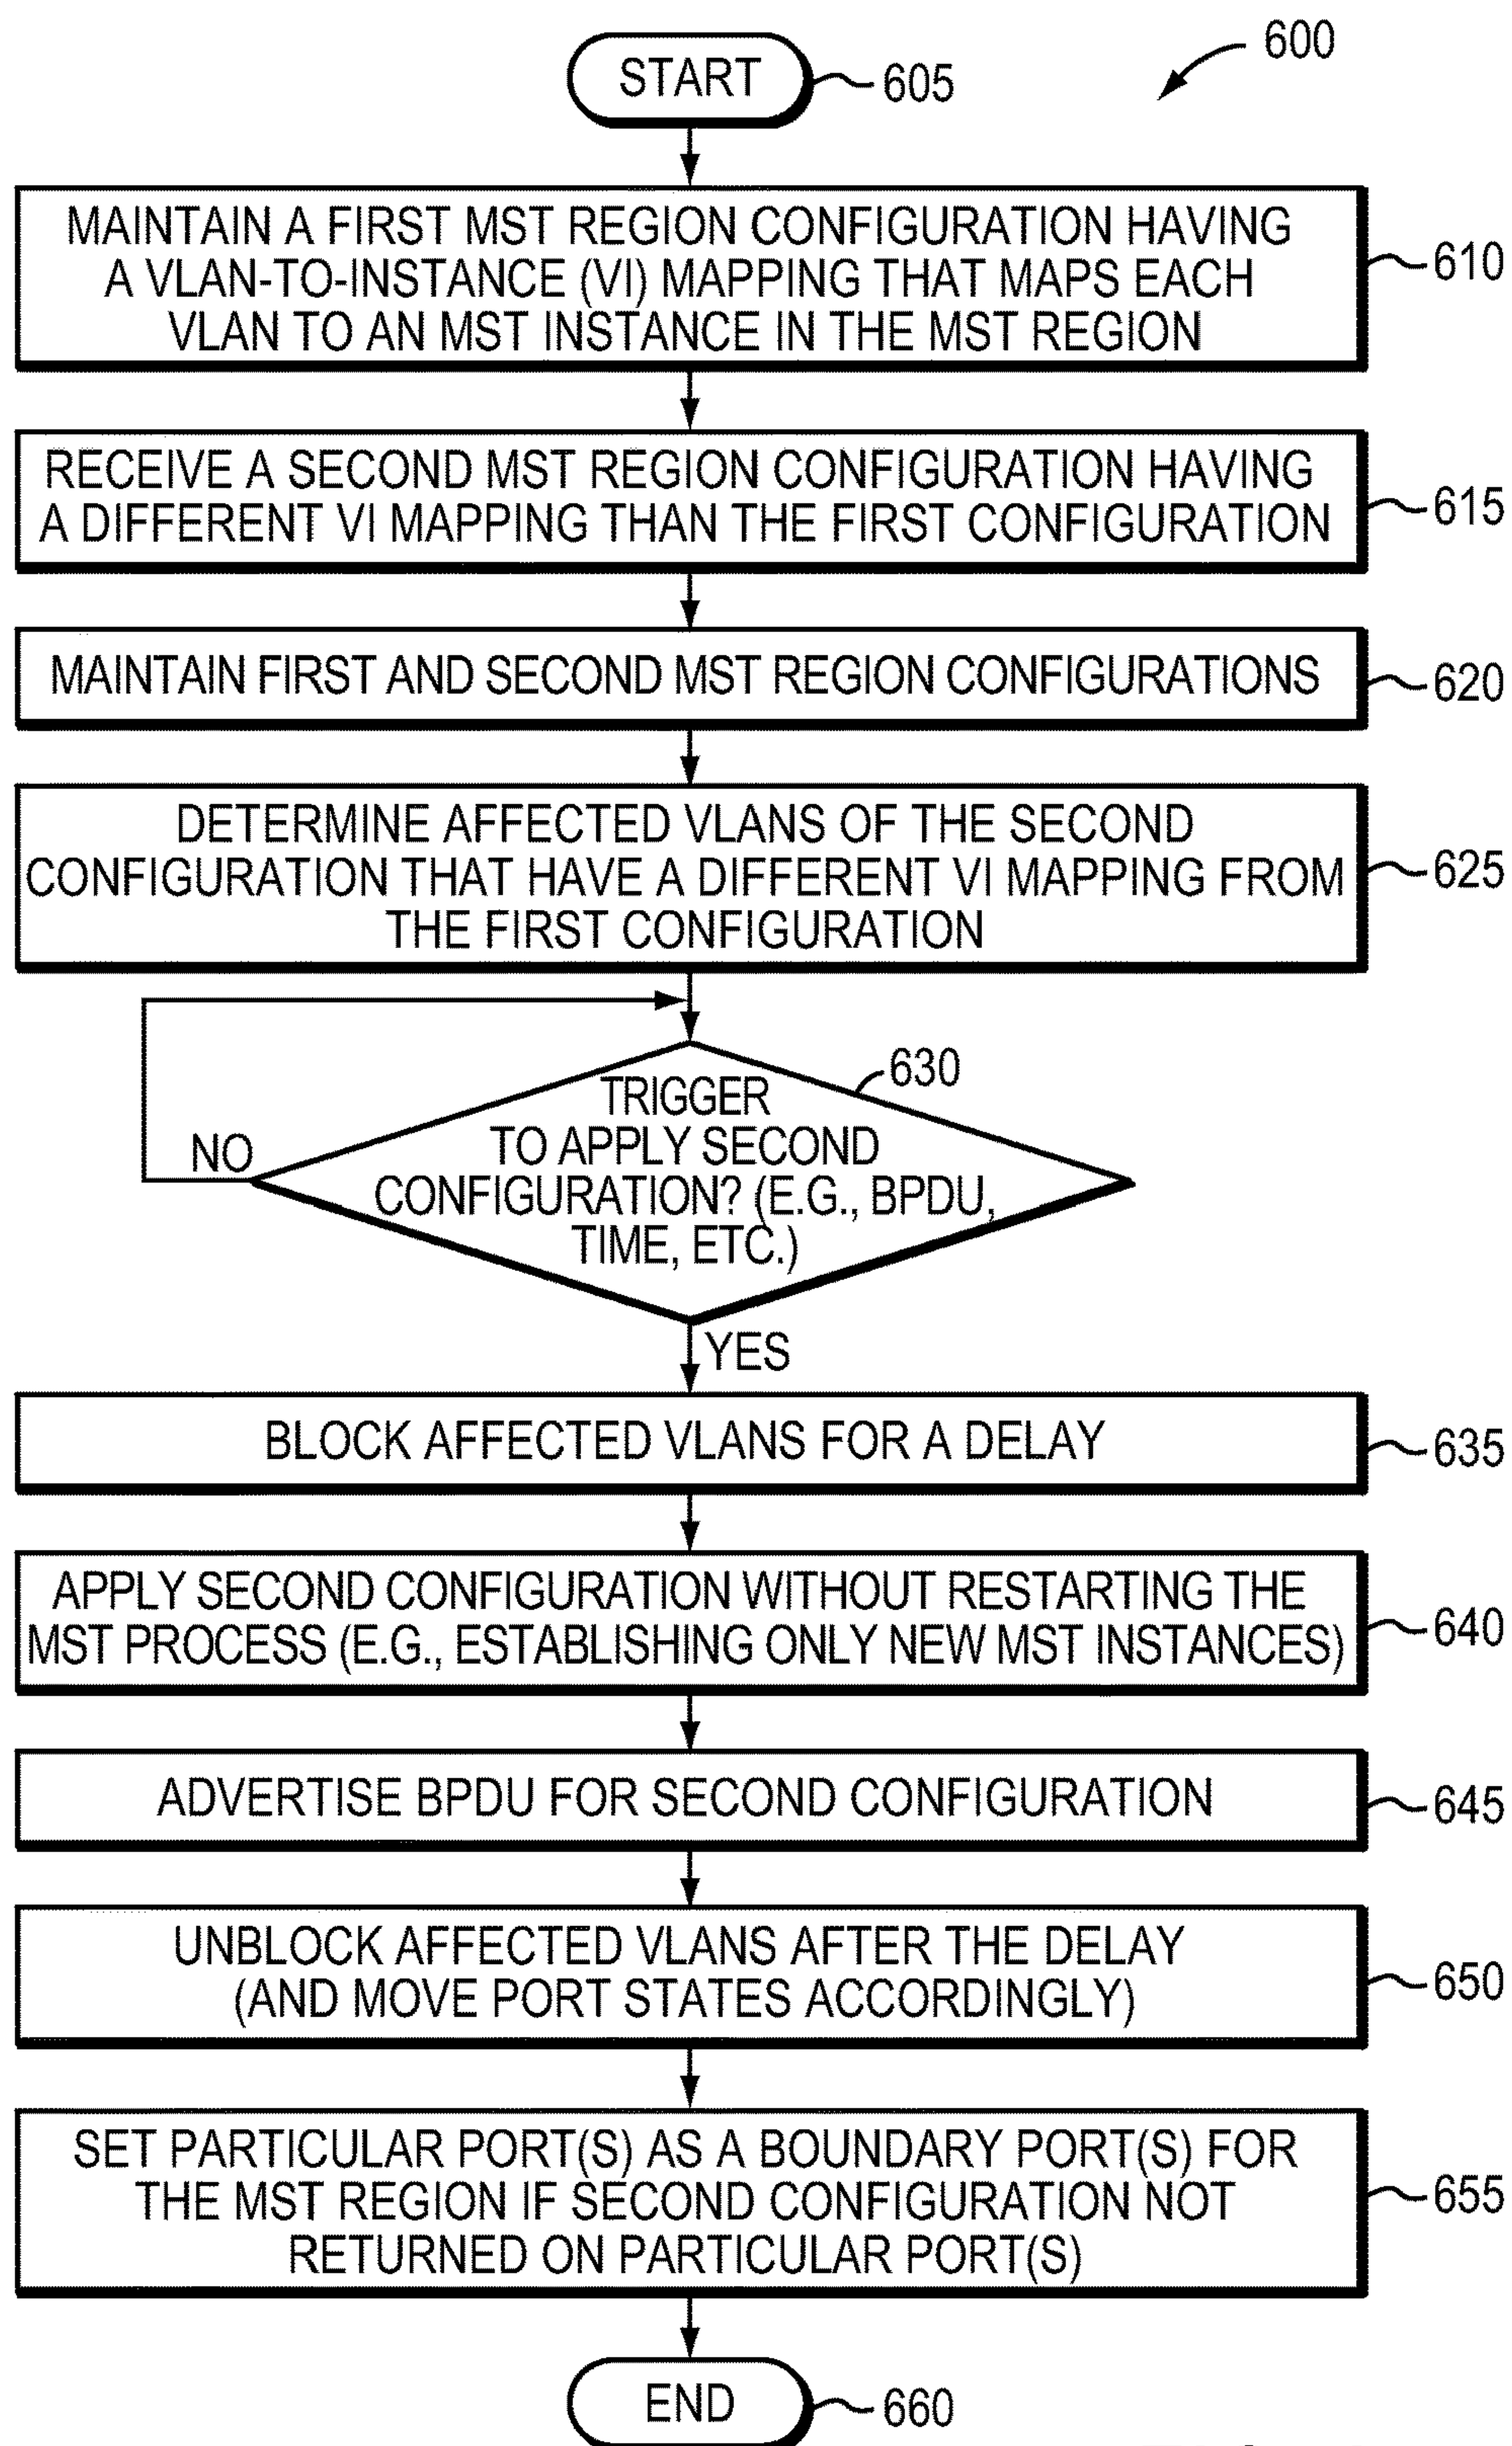 600
START
605
MAINTAIN A FIRST MST REGION CONFIGURATION HAVING
A VLAN-TO-INSTANCE (VI) MAPPING THAT MAPS EACH
VLAN TO AN MST INSTANCE IN THE MST REGION
610
RECEIVE A SECOND MST REGION CONFIGURATION HAVING
A DIFFERENT VI MAPPING THAN THE FIRST CONFIGURATION
615
MAINTAIN FIRST AND SECOND MST REGION CONFIGURATIONS
620
DETERMINE AFFECTED VLANS OF THE SECOND
CONFIGURATION THAT HAVE A DIFFERENT VI MAPPING FROM
THE FIRST CONFIGURATION
625
630
TRIGGER
TO APPLY SECOND
CONFIGURATION? (E.G., BPDU,
TIME, ETC.)
NO
YES
BLOCK AFFECTED VLANS FOR A DELAY
635
APPLY SECOND CONFIGURATION WITHOUT RESTARTING THE
MST PROCESS (E.G., ESTABLISHING ONLY NEW MST INSTANCES)
640
ADVERTISE BPDU FOR SECOND CONFIGURATION
645
UNBLOCK AFFECTED VLANS AFTER THE DELAY
(AND MOVE PORT STATES ACCORDINGLY)
650
SET PARTICULAR PORT(S) AS A BOUNDARY PORT(S) FOR
THE MST REGION IF SECOND CONFIGURATION NOT
RETURNED ON PARTICULAR PORT(S)
655
END
660